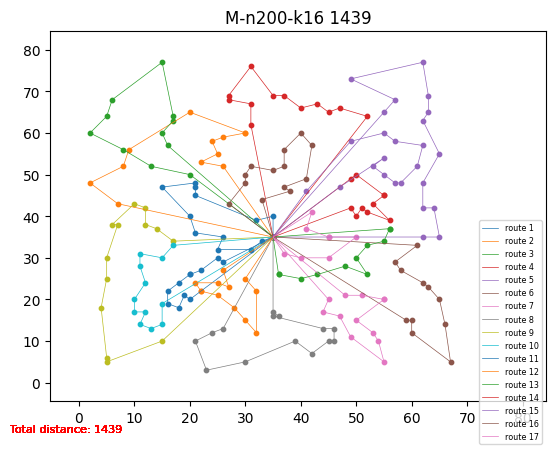 M-n200-k16 1439
80
70
60
50
40
30
20
10
0
0 10 20 30 40 50 60 70 80
route 1
route 2
route 3
route 4
route 5
route 6
route 7
route 8
route 9
route 10
route 11
route 12
route 13
route 14
route 15
route 16
route 17
Total distance: 1439